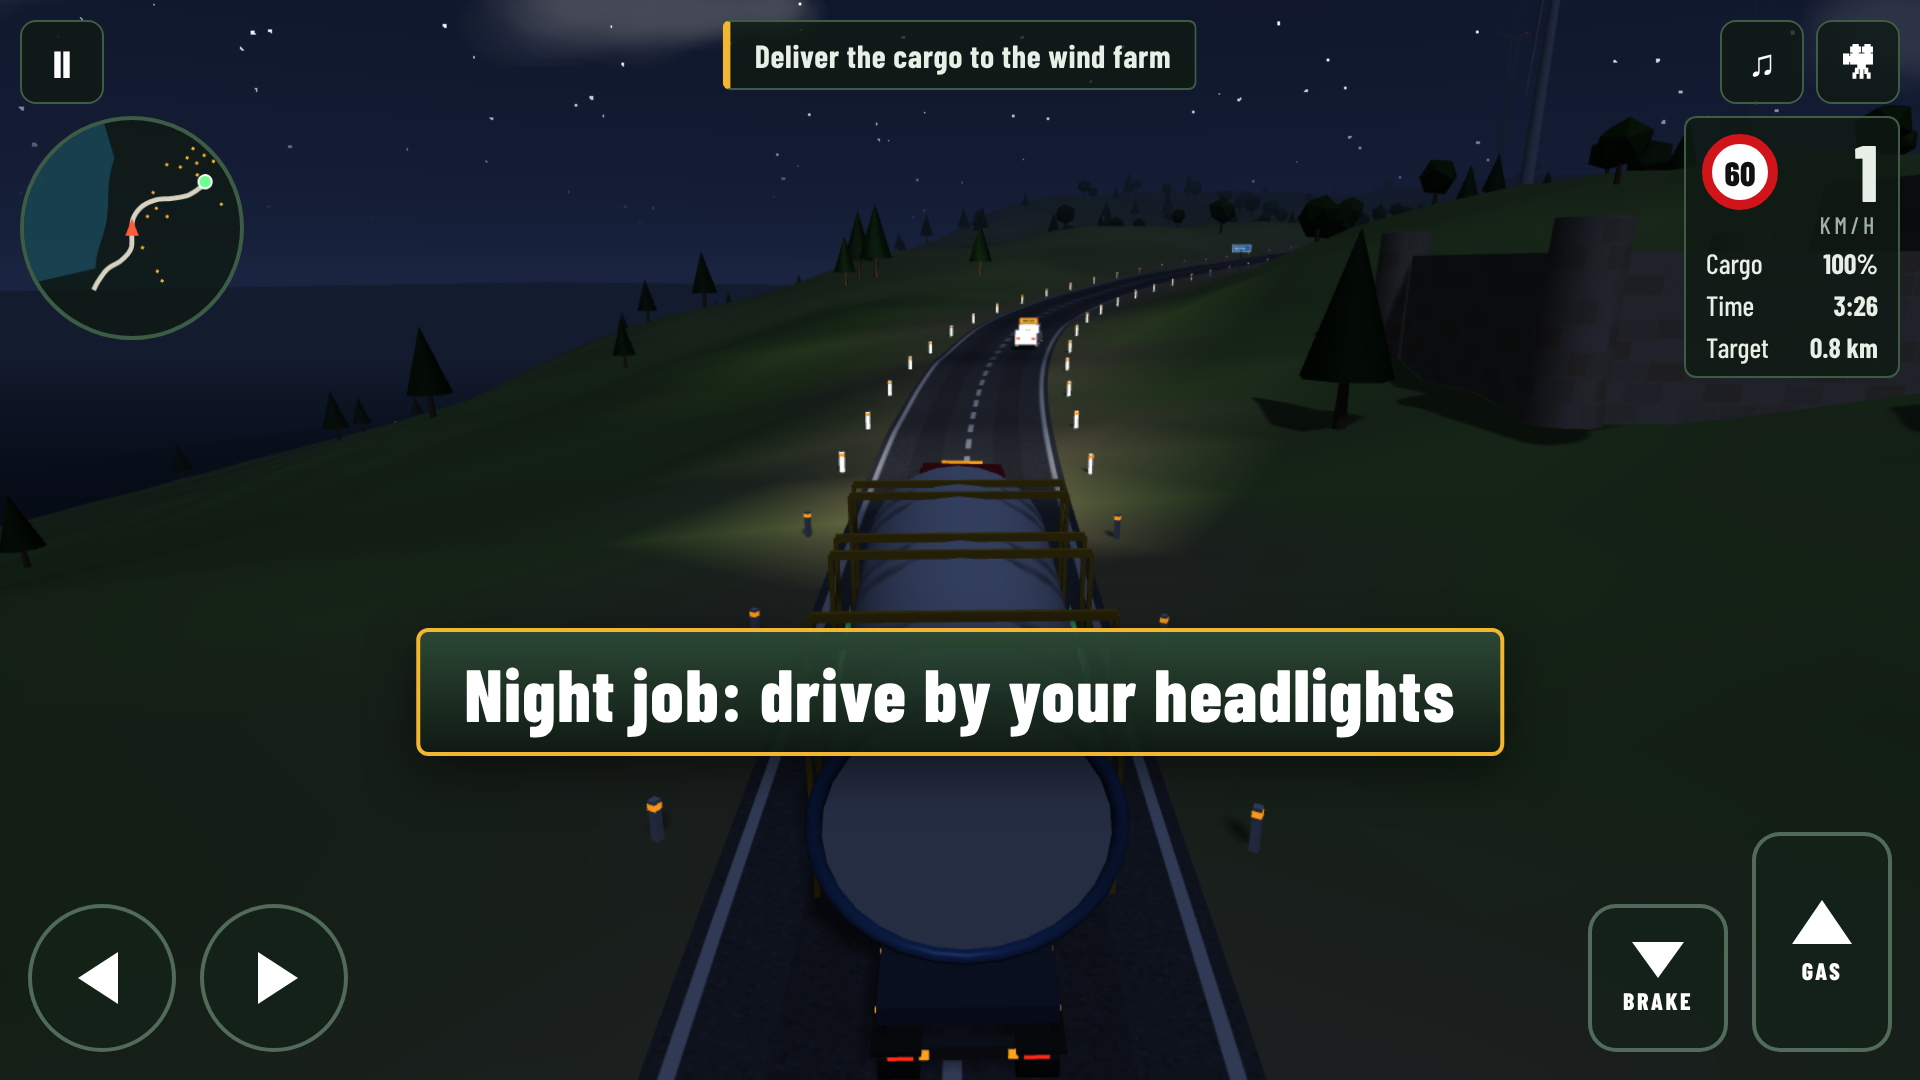 Deliver the cargo to the wind farm
60
1
KM/H
Cargo 100%
Time 3:26
Target 0.8 km
Night job: drive by your headlights
BRAKE
GAS